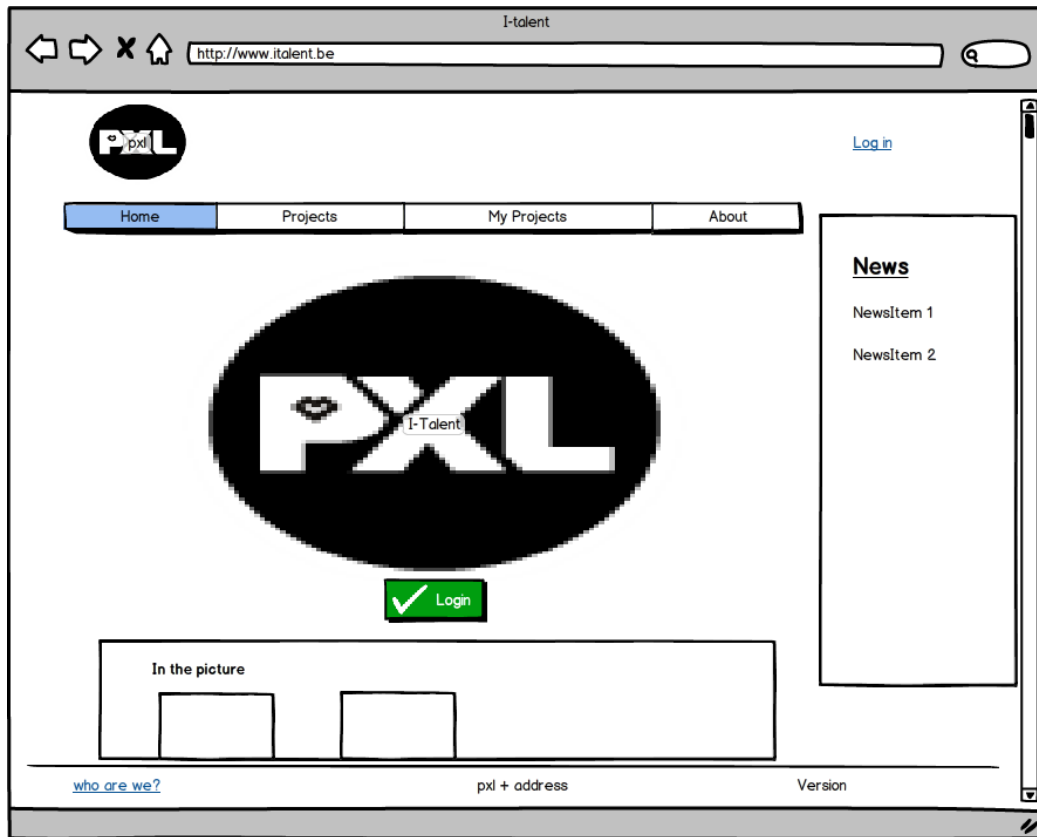 I-talent
http://www.italent.be
PXL
pxl
Log in
Home Projects My Projects About
News
NewsItem 1
NewsItem 2
PXL
I-Talent
Login
In the picture
who are we? pxl + address Version